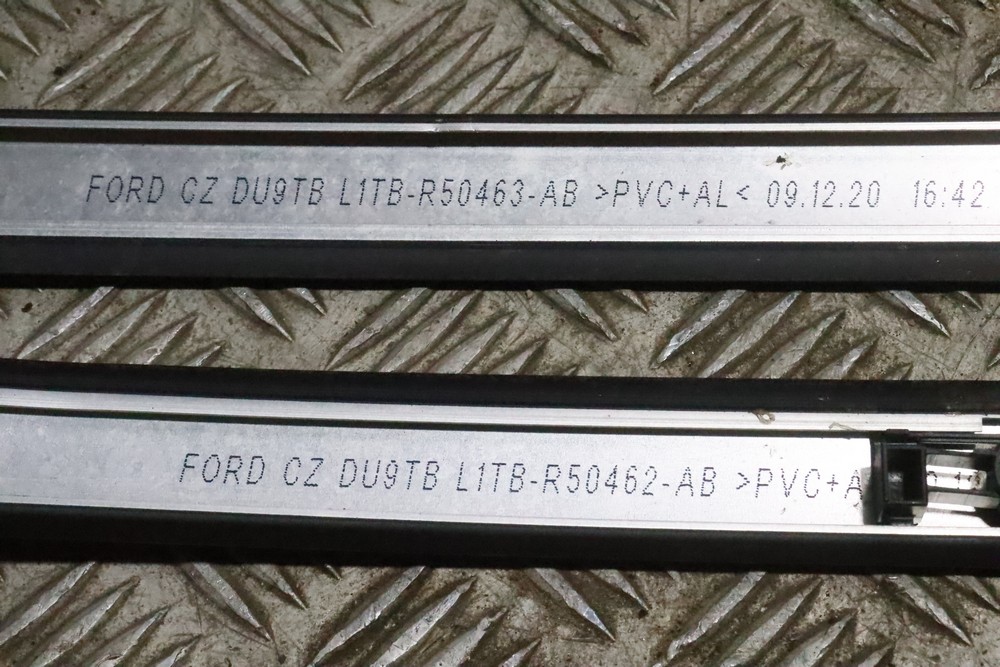 FORD CZ DU9TB L1TB-R50463-AB >PVC+AL< 09.12.20 16:42
FORD CZ DU9TB L1TB-R50462-AB >PVC+A